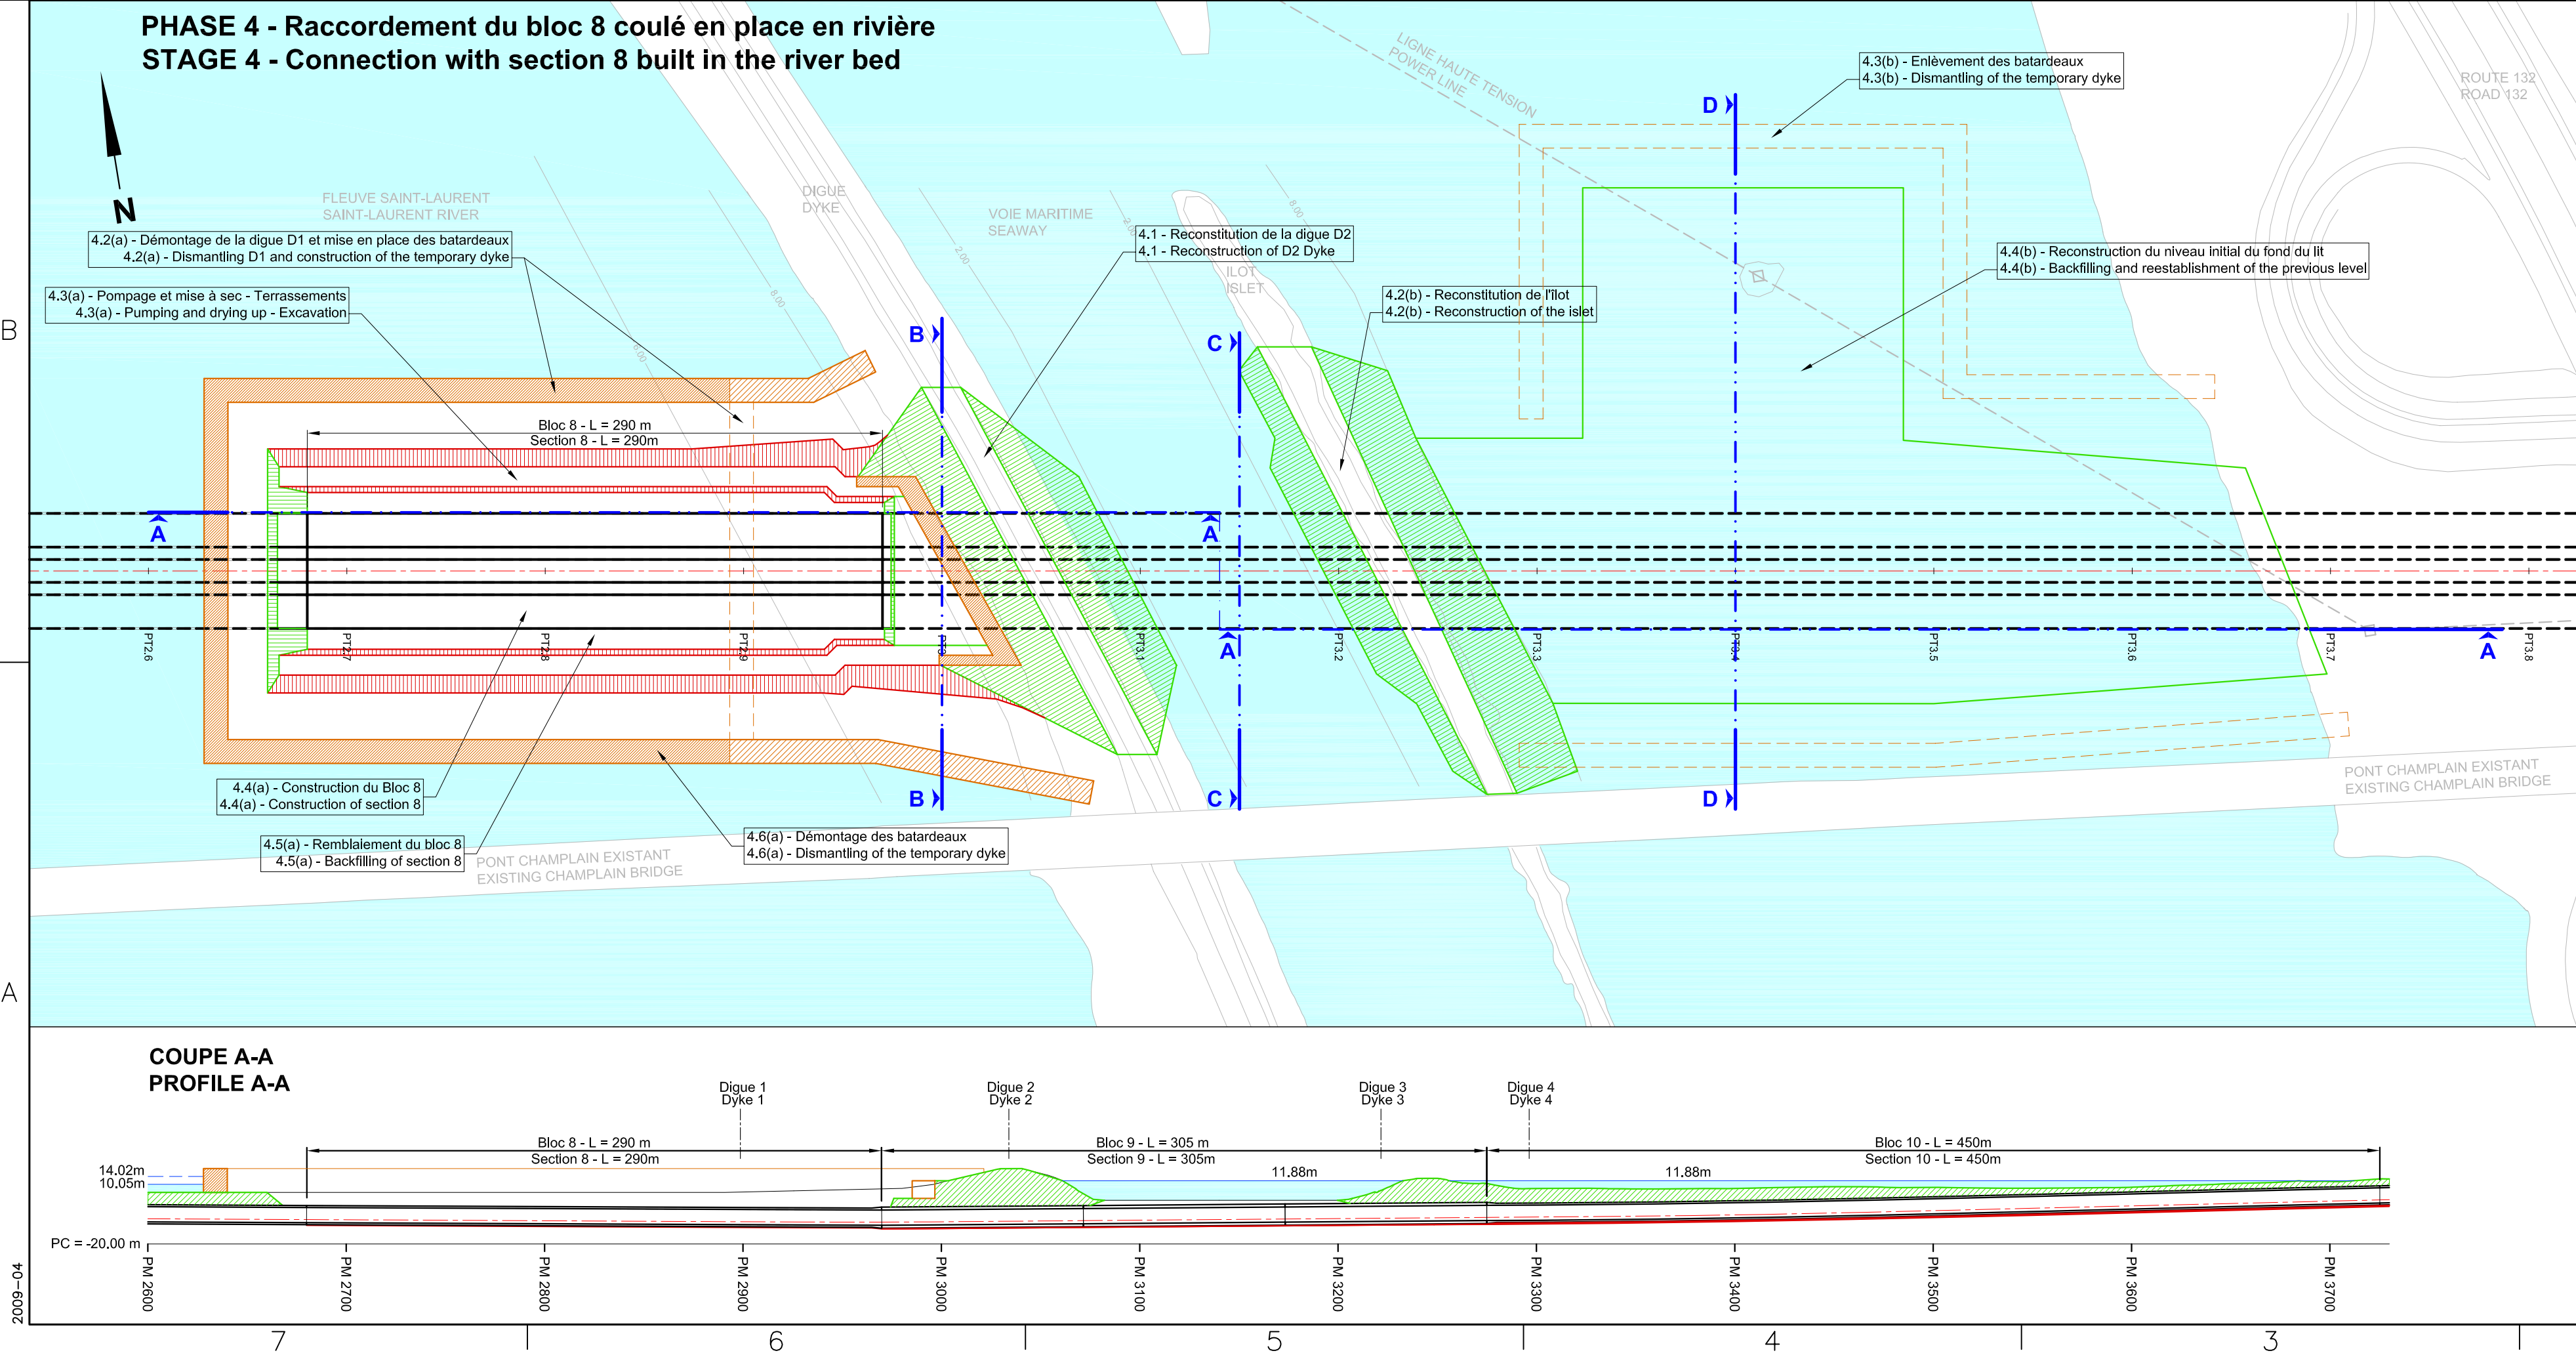 PHASE 4 - Raccordement du bloc 8 coulé en place en rivière
STAGE 4 - Connection with section 8 built in the river bed
N
FLEUVE SAINT-LAURENT
SAINT-LAURENT RIVER
DIGUE
DYKE
VOIE MARITIME
SEAWAY
ILOT
ISLET
LIGNE HAUTE TENSION
POWER LINE
ROUTE 132
ROAD 132
4.3(b) - Enlèvement des batardeaux
4.3(b) - Dismantling of the temporary dyke
4.2(a) - Démontage de la digue D1 et mise en place des batardeaux
4.2(a) - Dismantling D1 and construction of the temporary dyke
4.1 - Reconstitution de la digue D2
4.1 - Reconstruction of D2 Dyke
4.4(b) - Reconstruction du niveau initial du fond du lit
4.4(b) - Backfilling and reestablishment of the previous level
4.3(a) - Pompage et mise à sec - Terrassements
4.3(a) - Pumping and drying up - Excavation
4.2(b) - Reconstitution de l'îlot
4.2(b) - Reconstruction of the islet
8.00
6.00
2.00
2.00
8.00
D
D
B
B
C
C
A
A
A
A
Bloc 8 - L = 290 m
Section 8 - L = 290m
PT2.6
PT2.7
PT2.8
PT2.9
PT3.1
PT3.2
PT3.3
PT3.4
PT3.5
PT3.6
PT3.7
PT3.8
4.4(a) - Construction du Bloc 8
4.4(a) - Construction of section 8
4.5(a) - Remblaiement du bloc 8
4.5(a) - Backfilling of section 8
4.6(a) - Démontage des batardeaux
4.6(a) - Dismantling of the temporary dyke
PONT CHAMPLAIN EXISTANT
EXISTING CHAMPLAIN BRIDGE
PONT CHAMPLAIN EXISTANT
EXISTING CHAMPLAIN BRIDGE
B
A
COUPE A-A
PROFILE A-A
Digue 1
Dyke 1
Digue 2
Dyke 2
Digue 3
Dyke 3
Digue 4
Dyke 4
Bloc 8 - L = 290 m
Section 8 - L = 290m
Bloc 9 - L = 305 m
Section 9 - L = 305m
Bloc 10 - L = 450m
Section 10 - L = 450m
14.02m
10.05m
11.88m
11.88m
PC = -20.00 m
PM 2600
PM 2700
PM 2800
PM 2900
PM 3000
PM 3100
PM 3200
PM 3300
PM 3400
PM 3500
PM 3600
PM 3700
2009-04
7
6
5
4
3